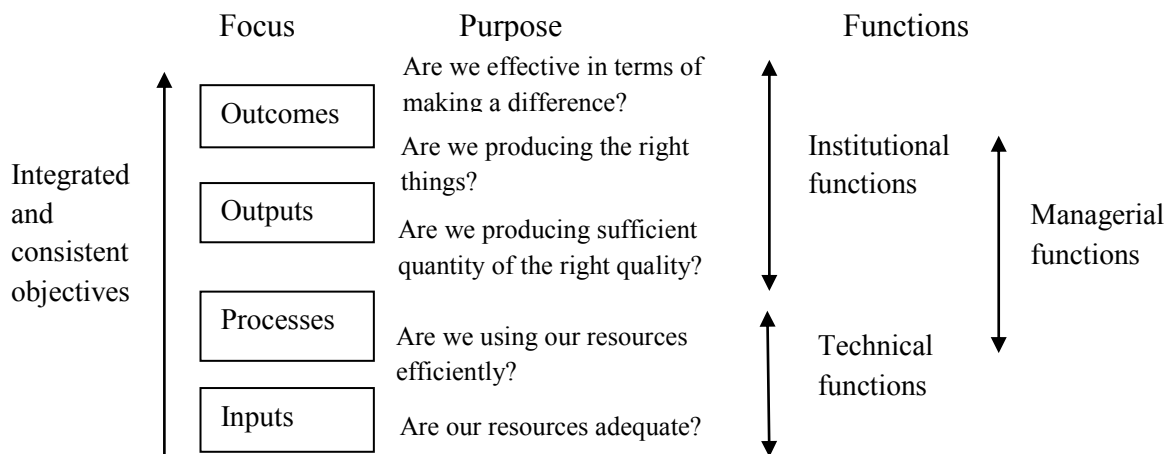 Focus
Purpose
Functions
Integrated
and
consistent
objectives
Outcomes
Outputs
Processes
Inputs
Are we effective in terms of
making a difference?
Are we producing the right
things?
Are we producing sufficient
quantity of the right quality?
Are we using our resources
efficiently?
Are our resources adequate?
Institutional
functions
Technical
functions
Managerial
functions